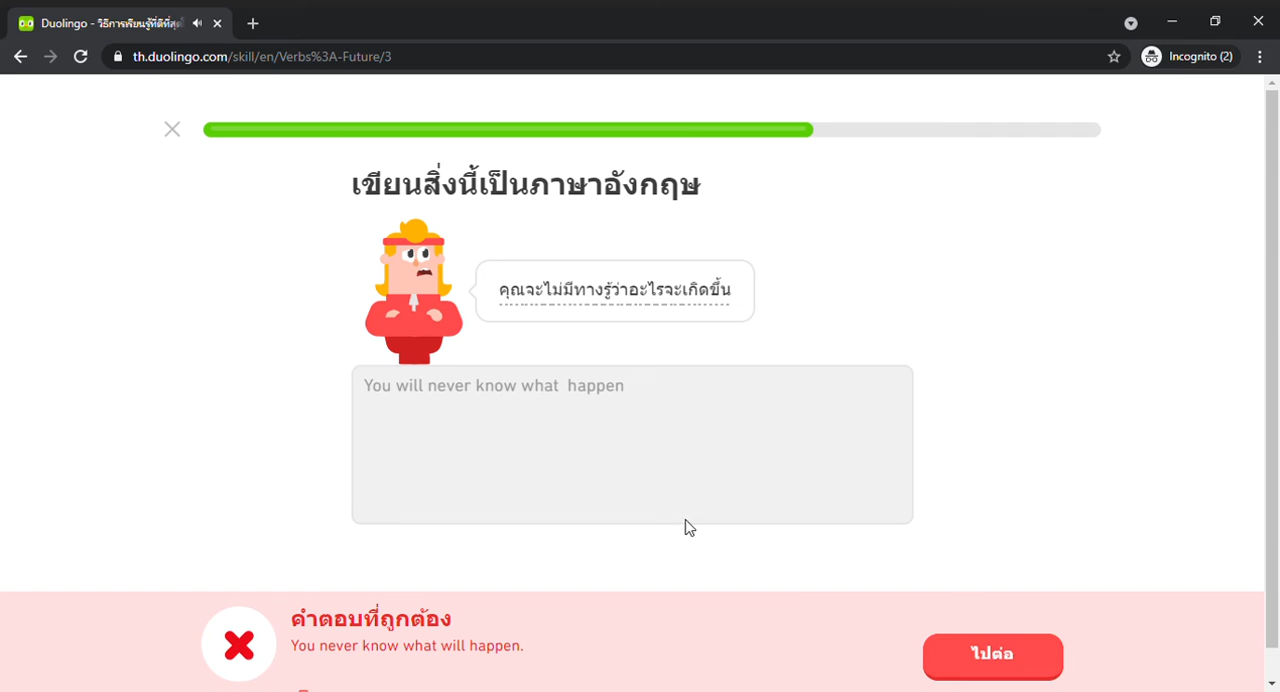 Duolingo - วิธีการเรียนรู้ที่ดีที่สุด
th.duolingo.com/skill/en/Verbs%3A-Future/3
Incognito (2)
เขียนสิ่งนี้เป็นภาษาอังกฤษ
คุณจะไม่มีทางรู้ว่าอะไรจะเกิดขึ้น
You will never know what  happen
คำตอบที่ถูกต้อง
You never know what will happen.
ไปต่อ